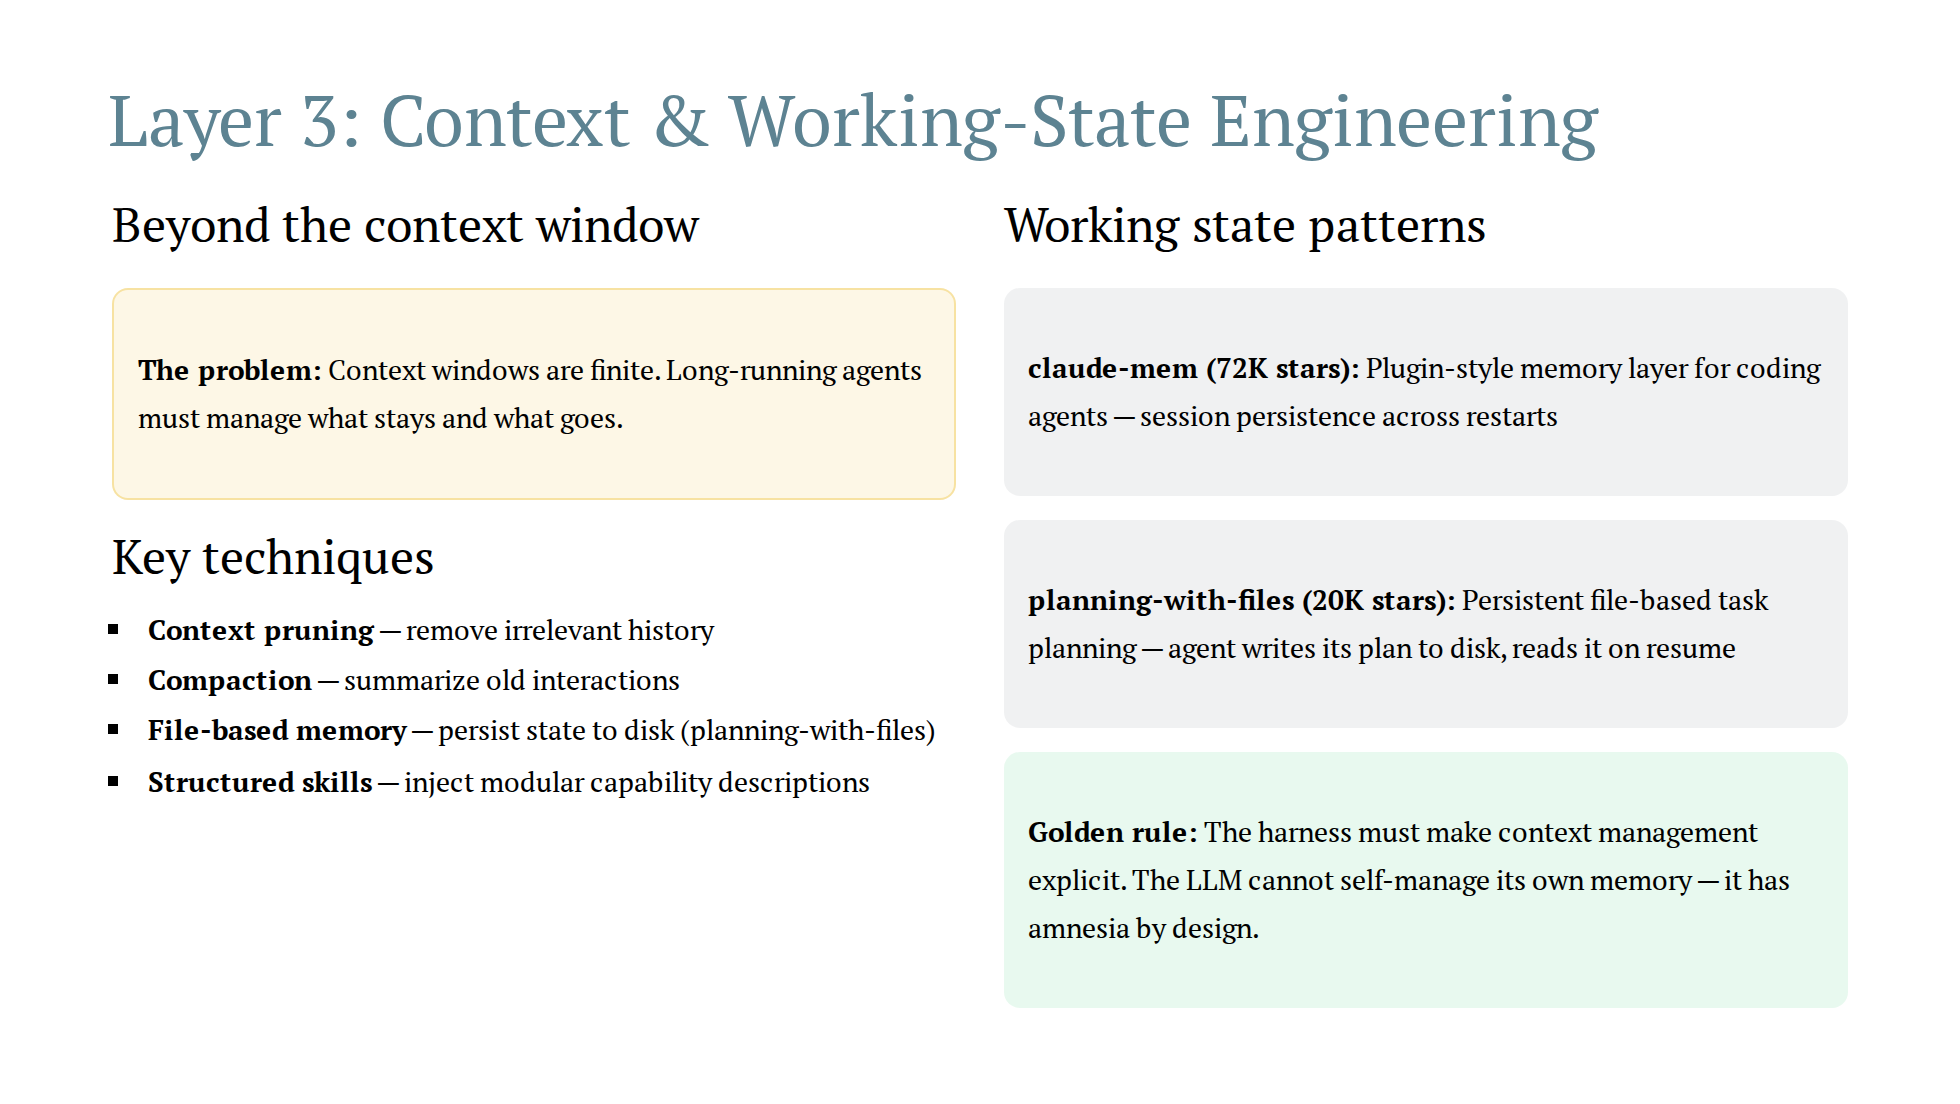 Layer 3: Context & Working-State Engineering
Beyond the context window
The problem: Context windows are finite. Long-running agents
must manage what stays and what goes.
Key techniques
Context pruning — remove irrelevant history
Compaction — summarize old interactions
File-based memory — persist state to disk (planning-with-files)
Structured skills — inject modular capability descriptions
Working state patterns
claude-mem (72K stars): Plugin-style memory layer for coding
agents — session persistence across restarts
planning-with-files (20K stars): Persistent file-based task
planning — agent writes its plan to disk, reads it on resume
Golden rule: The harness must make context management
explicit. The LLM cannot self-manage its own memory — it has
amnesia by design.